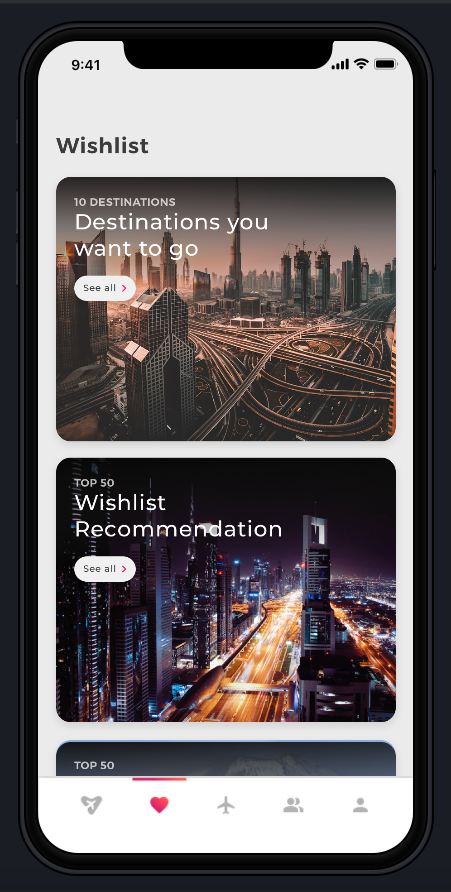 9:41
Wishlist
10 DESTINATIONS
Destinations you
want to go
See all
TOP 50
Wishlist
Recommendation
See all
TOP 50